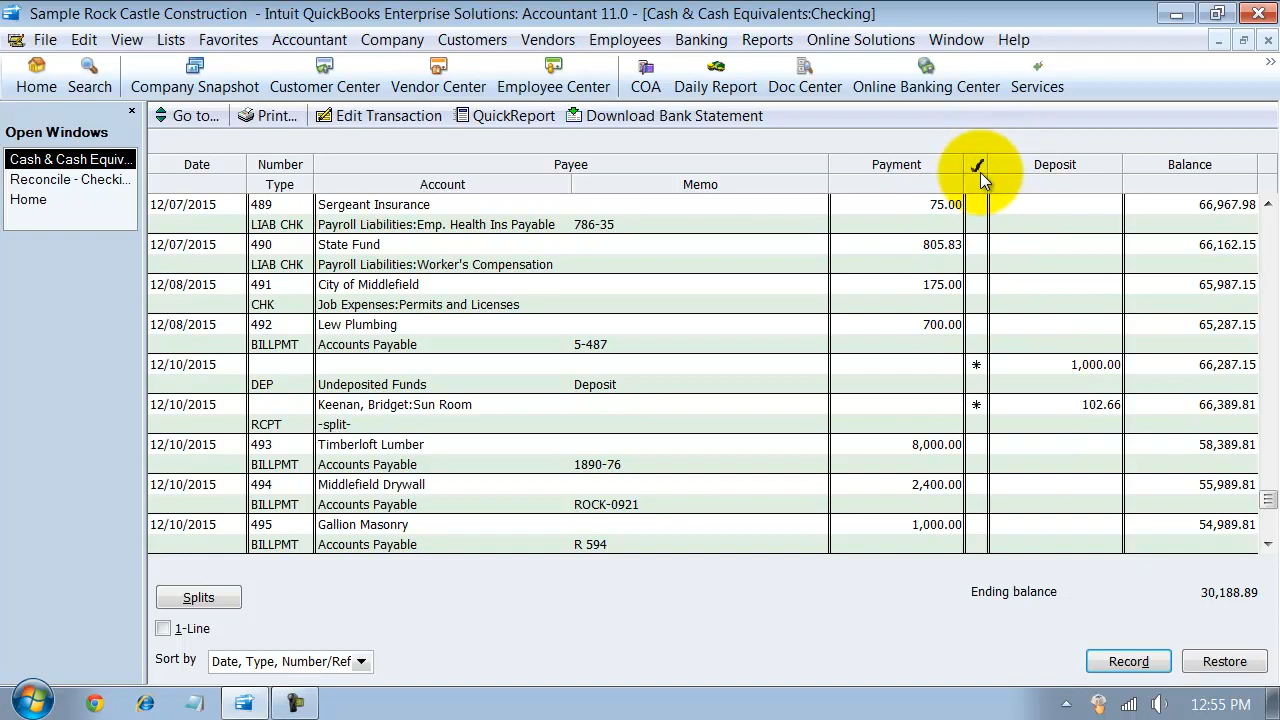 Sample Rock Castle Construction - Intuit QuickBooks Enterprise Solutions: Accountant 11.0 - [Cash & Cash Equivalents:Checking]
File Edit View Lists Favorites Accountant Company Customers Vendors Employees Banking Reports Online Solutions Window Help
Home Search Company Snapshot Customer Center Vendor Center Employee Center COA Daily Report Doc Center Online Banking Center Services
Open Windows
Cash & Cash Equiv...
Reconcile - Checki...
Home
Go to... Print... Edit Transaction QuickReport Download Bank Statement
Date Number Payee Payment ✓ Deposit Balance
Type Account Memo
12/07/2015 489 Sergeant Insurance 75.00 66,967.98
LIAB CHK Payroll Liabilities:Emp. Health Ins Payable 786-35
12/07/2015 490 State Fund 805.83 66,162.15
LIAB CHK Payroll Liabilities:Worker's Compensation
12/08/2015 491 City of Middlefield 175.00 65,987.15
CHK Job Expenses:Permits and Licenses
12/08/2015 492 Lew Plumbing 700.00 65,287.15
BILLPMT Accounts Payable 5-487
12/10/2015 * 1,000.00 66,287.15
DEP Undeposited Funds Deposit
12/10/2015 Keenan, Bridget:Sun Room * 102.66 66,389.81
RCPT -split-
12/10/2015 493 Timberloft Lumber 8,000.00 58,389.81
BILLPMT Accounts Payable 1890-76
12/10/2015 494 Middlefield Drywall 2,400.00 55,989.81
BILLPMT Accounts Payable ROCK-0921
12/10/2015 495 Gallion Masonry 1,000.00 54,989.81
BILLPMT Accounts Payable R 594
Splits
Ending balance 30,188.89
1-Line
Sort by Date, Type, Number/Ref
Record Restore
12:55 PM